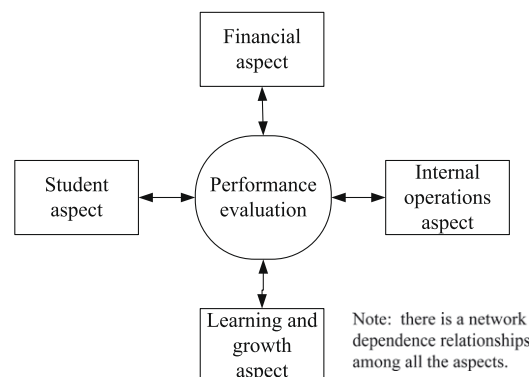 Financial
aspect
Student
aspect
Performance
evaluation
Internal
operations
aspect
Learning and
growth
aspect
Note: there is a network
dependence relationships
among all the aspects.